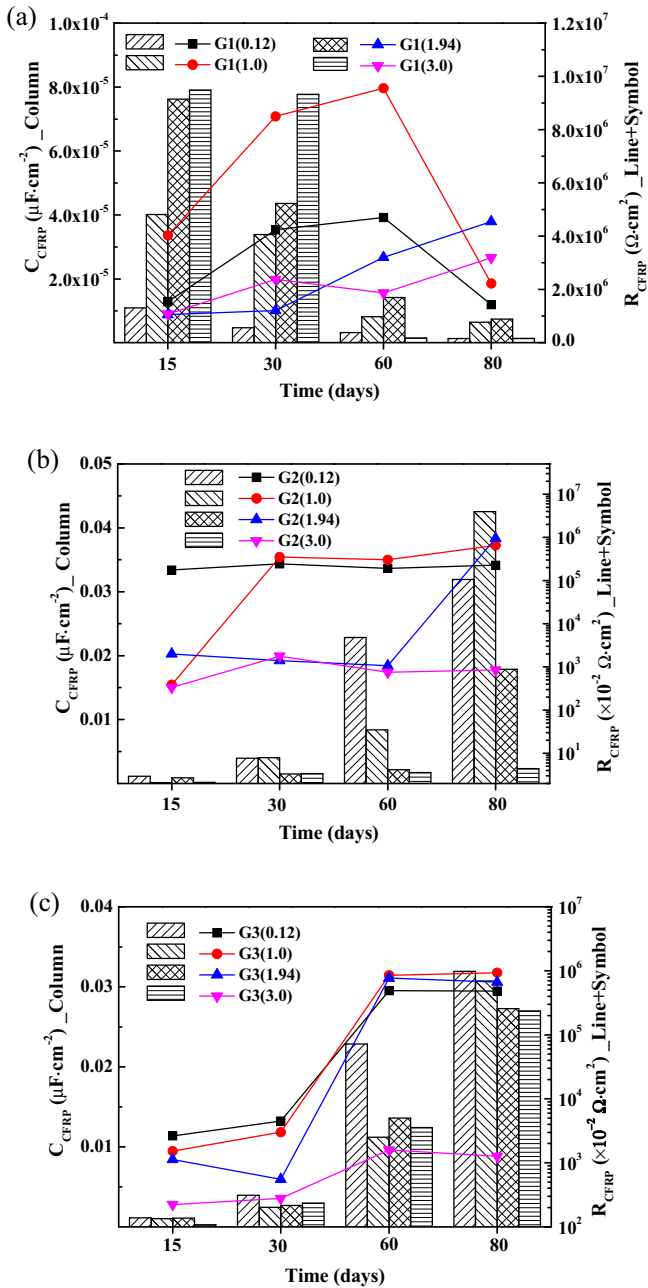 (a)
G1(0.12) G1(1.94)
G1(1.0) G1(3.0)
1.0x10⁻⁴
8.0x10⁻⁵
6.0x10⁻⁵
4.0x10⁻⁵
2.0x10⁻⁵
C_CFRP (μF·cm⁻²) _Column
1.2x10⁷
1.0x10⁷
8.0x10⁶
6.0x10⁶
4.0x10⁶
2.0x10⁶
0.0
R_CFRP (Ω·cm²) _Line+Symbol
15 30 60 80
Time (days)
(b)
G2(0.12)
G2(1.0)
G2(1.94)
G2(3.0)
0.05
0.04
0.03
0.02
0.01
C_CFRP (μF·cm⁻²)_ Column
10⁷
10⁶
10⁵
10⁴
10³
10²
10¹
R_CFRP (×10⁻² Ω·cm²) _Line+Symbol
15 30 60 80
Time (days)
(c)
G3(0.12)
G3(1.0)
G3(1.94)
G3(3.0)
0.04
0.03
0.02
0.01
C_CFRP (μF·cm⁻²) _Column
10⁷
10⁶
10⁵
10⁴
10³
10²
R_CFRP (×10⁻² Ω·cm²) _Line+Symbol
15 30 60 80
Time (days)